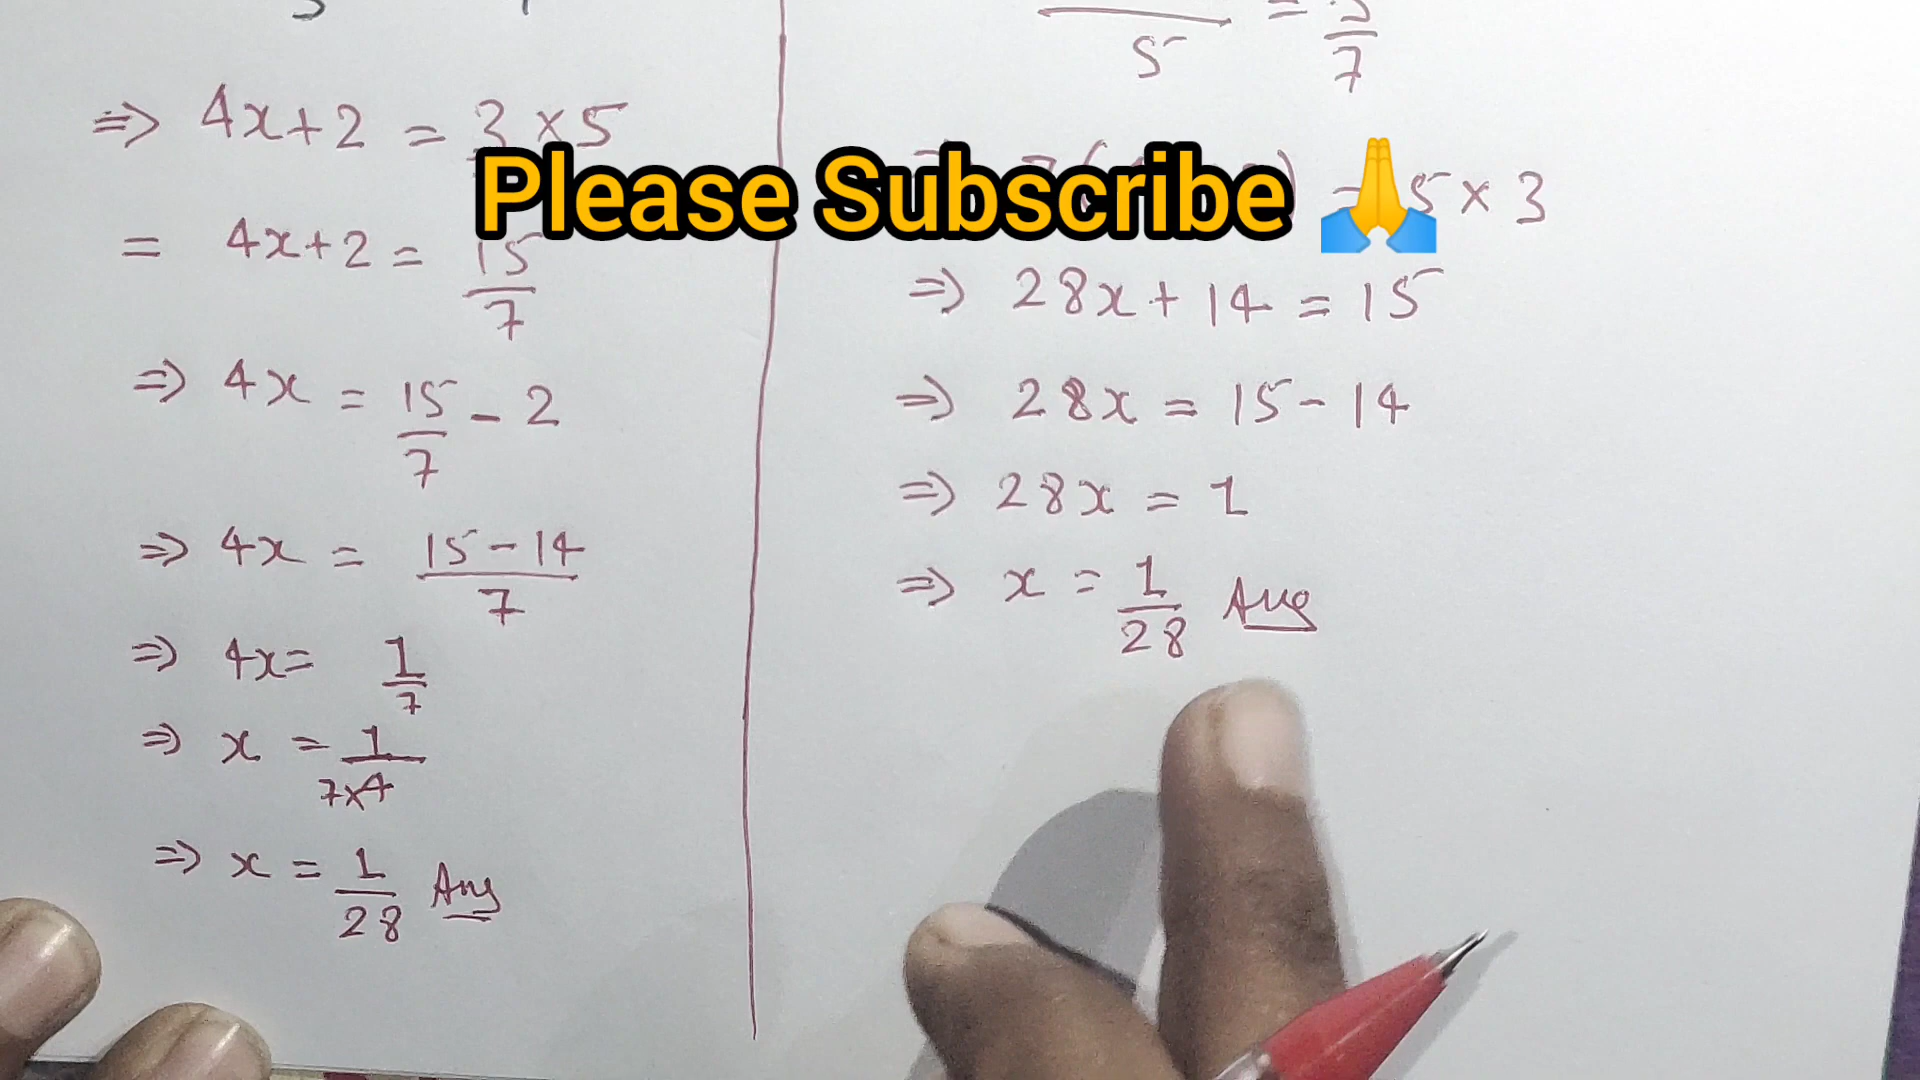 ⇒ 4x+2 = 3 × 5
= 4x+2 = 15/7
⇒ 4x = 15/7 - 2
⇒ 4x = 15-14/7
⇒ 4x = 1/7
⇒ x = 1/7×4
⇒ x = 1/28 Ans
5 = 3/7
5 × 3
⇒ 28x + 14 = 15
⇒ 28x = 15 - 14
⇒ 28x = 1
⇒ x = 1/28 Ans
Please Subscribe 🙏